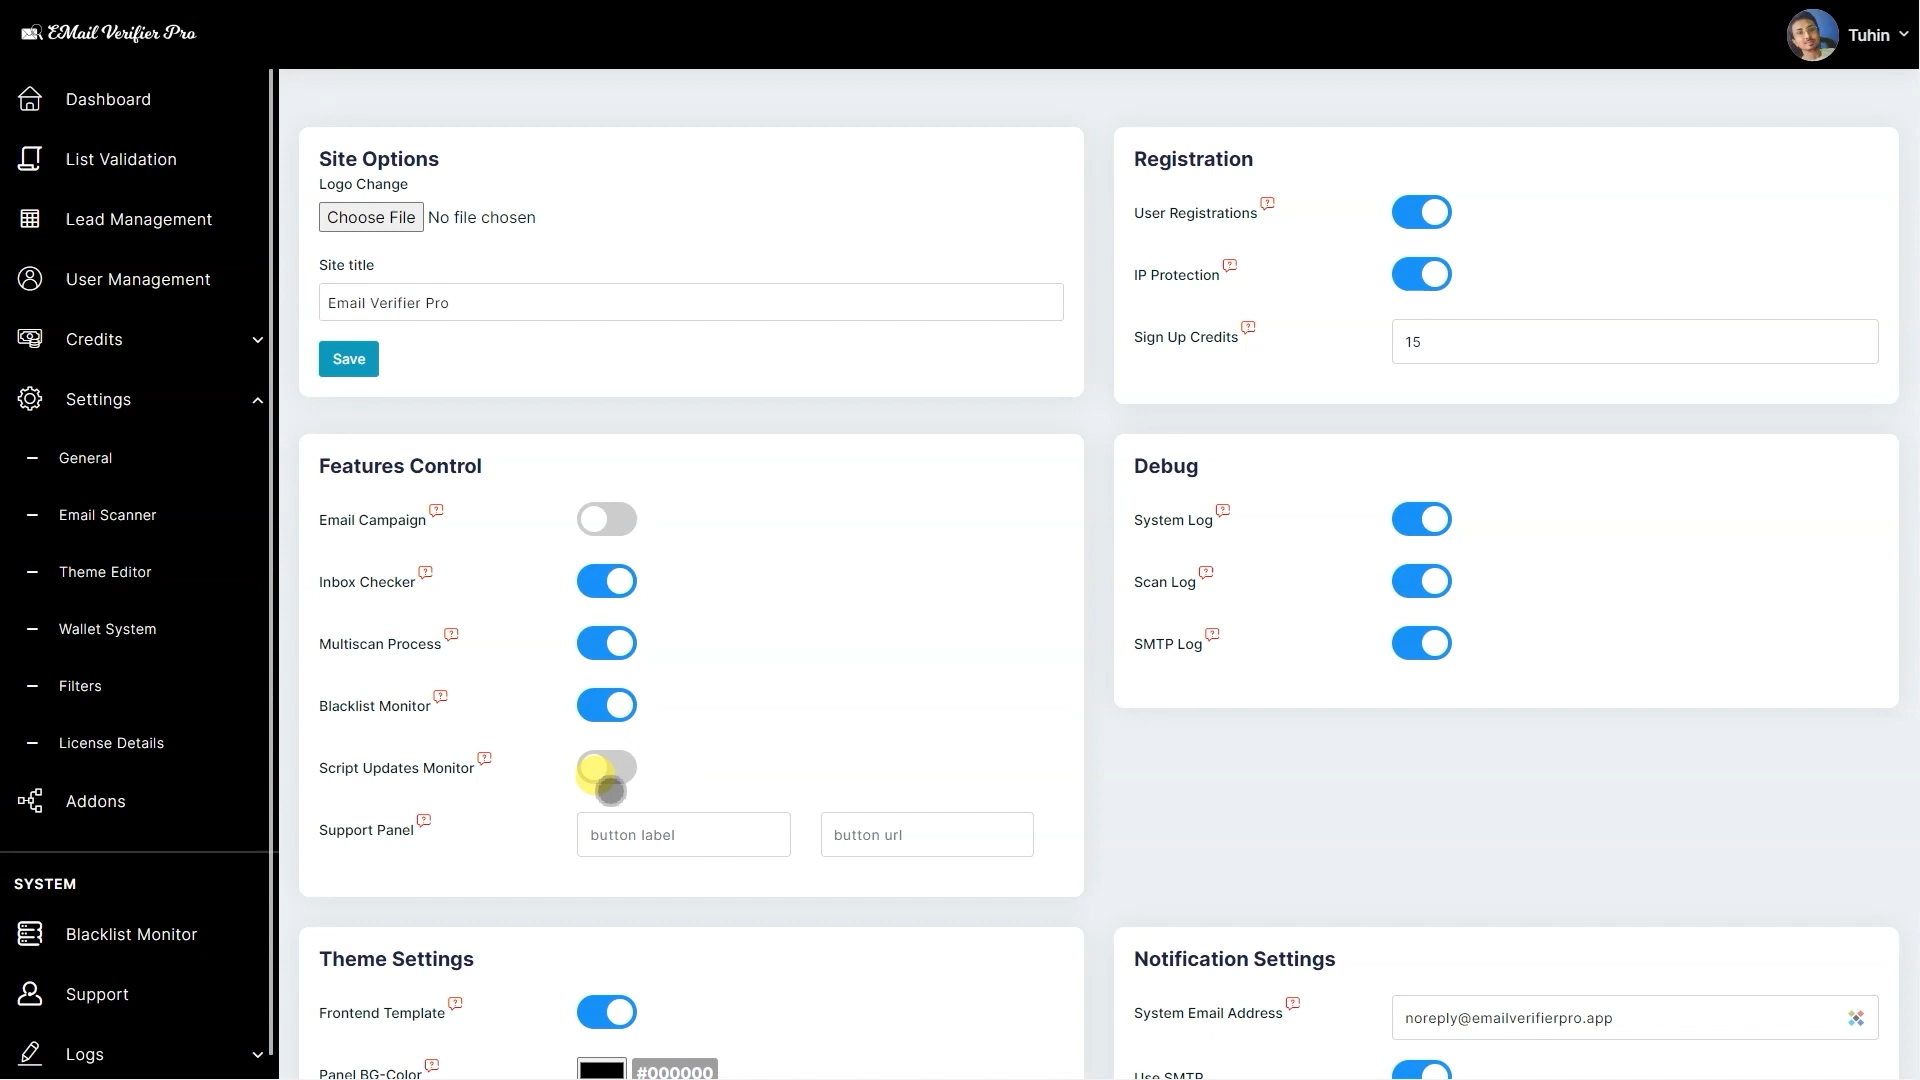 EMail Verifier Pro
Tuhin
Dashboard
List Validation
Lead Management
User Management
Credits
Settings
General
Email Scanner
Theme Editor
Wallet System
Filters
License Details
Addons
SYSTEM
Blacklist Monitor
Support
Logs
Site Options
Logo Change
Choose File No file chosen
Site title
Email Verifier Pro
Save
Registration
User Registrations
IP Protection
Sign Up Credits
15
Features Control
Email Campaign
Inbox Checker
Multiscan Process
Blacklist Monitor
Script Updates Monitor
Support Panel
button label
button url
Debug
System Log
Scan Log
SMTP Log
Theme Settings
Frontend Template
Panel BG-Color
#000000
Notification Settings
System Email Address
noreply@emailverifierpro.app
Use SMTP